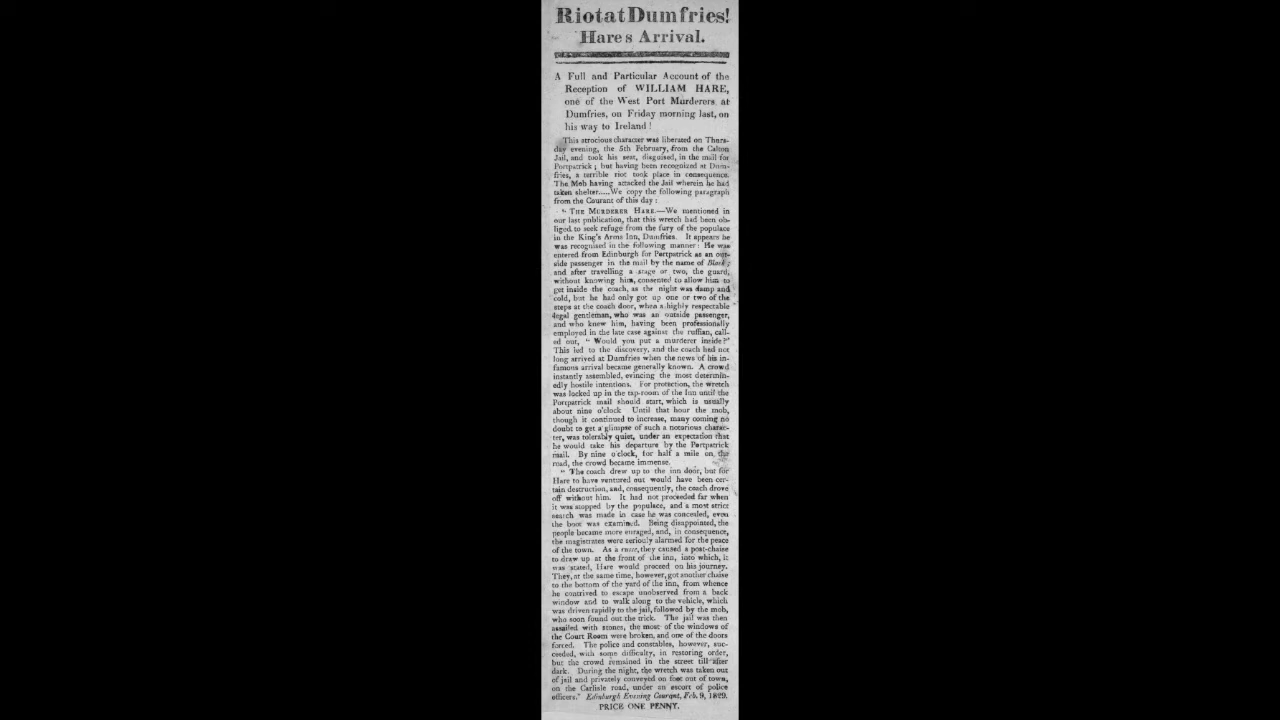 Riot at Dumfries!
Hares Arrival.
A Full and Particular Account of the
Reception of WILLIAM HARE,
one of the West Port Murderers at
Dumfries, on Friday morning last, on
his way to Ireland!
This atrocious character was liberated on Thurs-
day evening, the 5th February, from the Calton
Jail, and took his seat, disguised, in the mail for
Portpatrick; but having been recognized at Dum-
fries, a terrible riot took place in consequence.
The Mob having attacked the Jail wherein he had
taken shelter.....We copy the following paragraph
from the Courant of this day:
" THE MURDERER HARE.—We mentioned in
our last publication, that this wretch had been ob-
liged to seek refuge from the fury of the populace
in the King's Arms Inn, Dumfries. It appears he
was recognised in the following manner: He was
entered from Edinburgh for Portpatrick as an out-
side passenger in the mail by the name of Black;
and after travelling a stage or two, the guard,
without knowing him, consented to allow him to
get inside the coach, as the night was damp and
cold, but he had only got up one or two of the
steps at the coach door, when a highly respectable
legal gentleman, who was an outside passenger,
and who knew him, having been professionally
employed in the late case against the ruffian, call-
ed out, " Would you put a murderer inside?"
This led to the discovery, and the coach had not
long arrived at Dumfries when the news of his in-
famous arrival became generally known. A crowd
instantly assembled, evincing the most determin-
edly hostile intentions. For protection, the wretch
was locked up in the tap-room of the Inn until the
Portpatrick mail should start, which is usually
about nine o'clock Until that hour the mob,
though it continued to increase, many coming no
doubt to get a glimpse of such a notorious charac-
ter, was tolerably quiet, under an expectation that
he would take his departure by the Portpatrick
mail. By nine o'clock, for half a mile on the
road, the crowd became immense.
" The coach drew up to the inn door, but for
Hare to have ventured out would have been cer-
tain destruction, and, consequently, the coach drove
off without him. It had not proceeded far when
it was stopped by the populace, and a most strict
search was made in case he was concealed, even
the boot was examined. Being disappointed, the
people became more enraged, and, in consequence,
the magistrates were seriously alarmed for the peace
of the town. As a ruse, they caused a post-chaise
to draw up at the front of the inn, into which, it
was stated, Hare would proceed on his journey.
They, at the same time, however, got another chaise
to the bottom of the yard of the inn, from whence
he contrived to escape unobserved from a back
window and to walk along to the vehicle, which
was driven rapidly to the jail, followed by the mob,
who soon found out the trick. The jail was then
assailed with stones, the most of the windows of
the Court Room were broken, and one of the doors
forced. The police and constables, however, suc-
ceeded, with some difficulty, in restoring order,
but the crowd remained in the street till after
dark. During the night, the wretch was taken out
of jail and privately conveyed on foot out of town,
on the Carlisle road, under an escort of police
officers." Edinburgh Evening Courant, Feb. 9, 1829.
PRICE ONE PENNY.